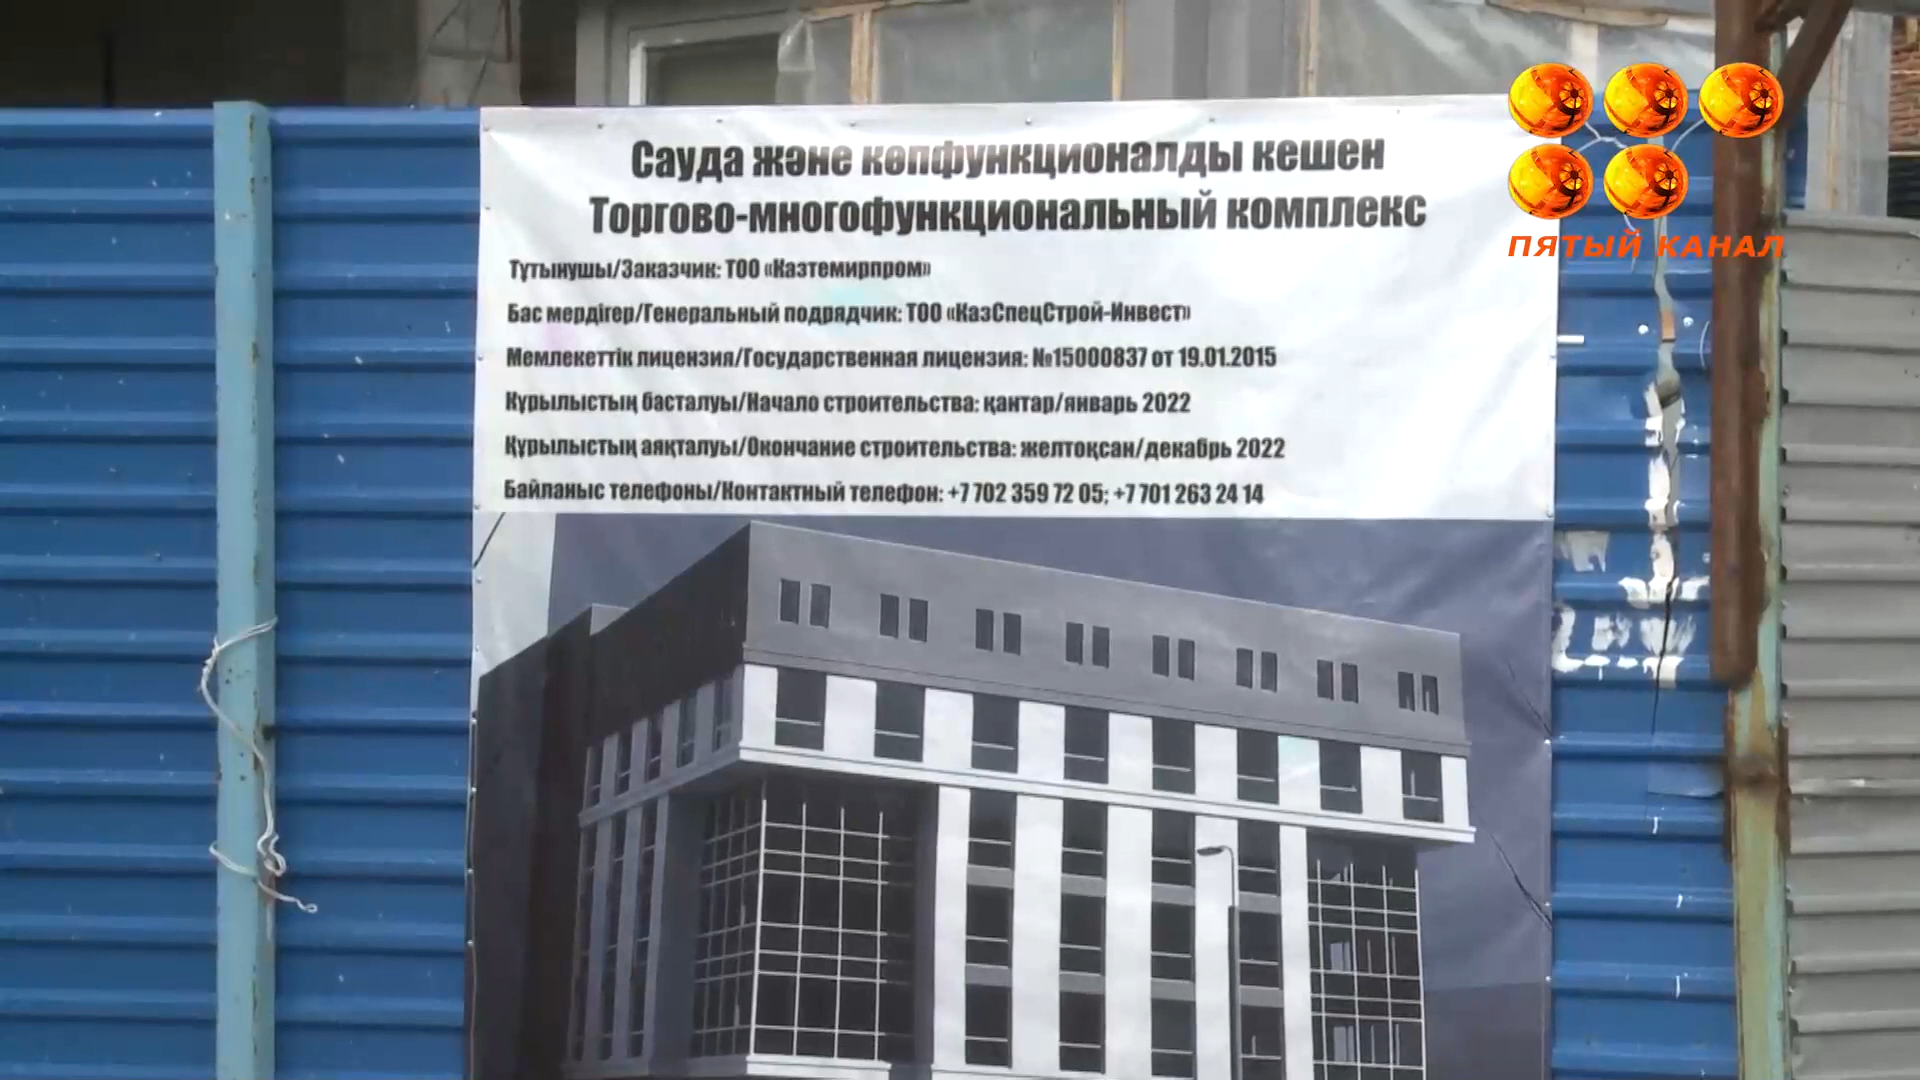 Сауда және көпфункционалды кешен
Торгово-многофункциональный комплекс
Тұтынушы/Заказчик: ТОО «Казтемирпром»
Бас мердігер/Генеральный подрядчик: ТОО «КазСпецСтрой-Инвест»
Мемлекеттік лицензия/Государственная лицензия: №15000837 от 19.01.2015
Құрылыстың басталуы/Начало строительства: қантар/январь 2022
Құрылыстың аяқталуы/Окончание строительства: желтоқсан/декабрь 2022
Байланыс телефоны/Контактный телефон: +7 702 359 72 05; +7 701 263 24 14
ПЯТЫЙ КАНАЛ